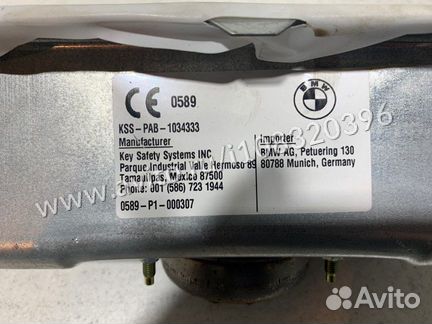 CE 0589
BMW
KSS-PAB-1034333
Manufacturer
Key Safety Systems INC
Parque Industrial Valle Hermoso 89
Tamaulipas, Mexico 87500
Phone: 001 (586) 723 1944
0589-P1-000307
Importer
BMW AG, Petuering 130
80788 Munich, Germany
Avito